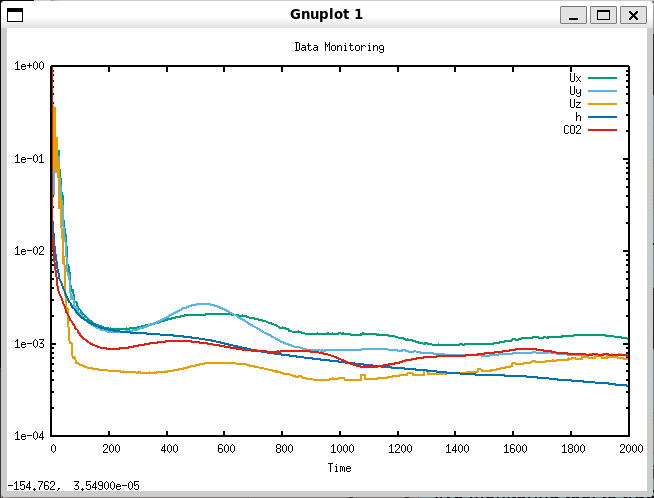 Gnuplot 1
Data Monitoring
1e+00
1e-01
1e-02
1e-03
1e-04
Ux
Uy
Uz
h
CO2
0 200 400 600 800 1000 1200 1400 1600 1800 2000
Time
-154.762, 3.54900e-05